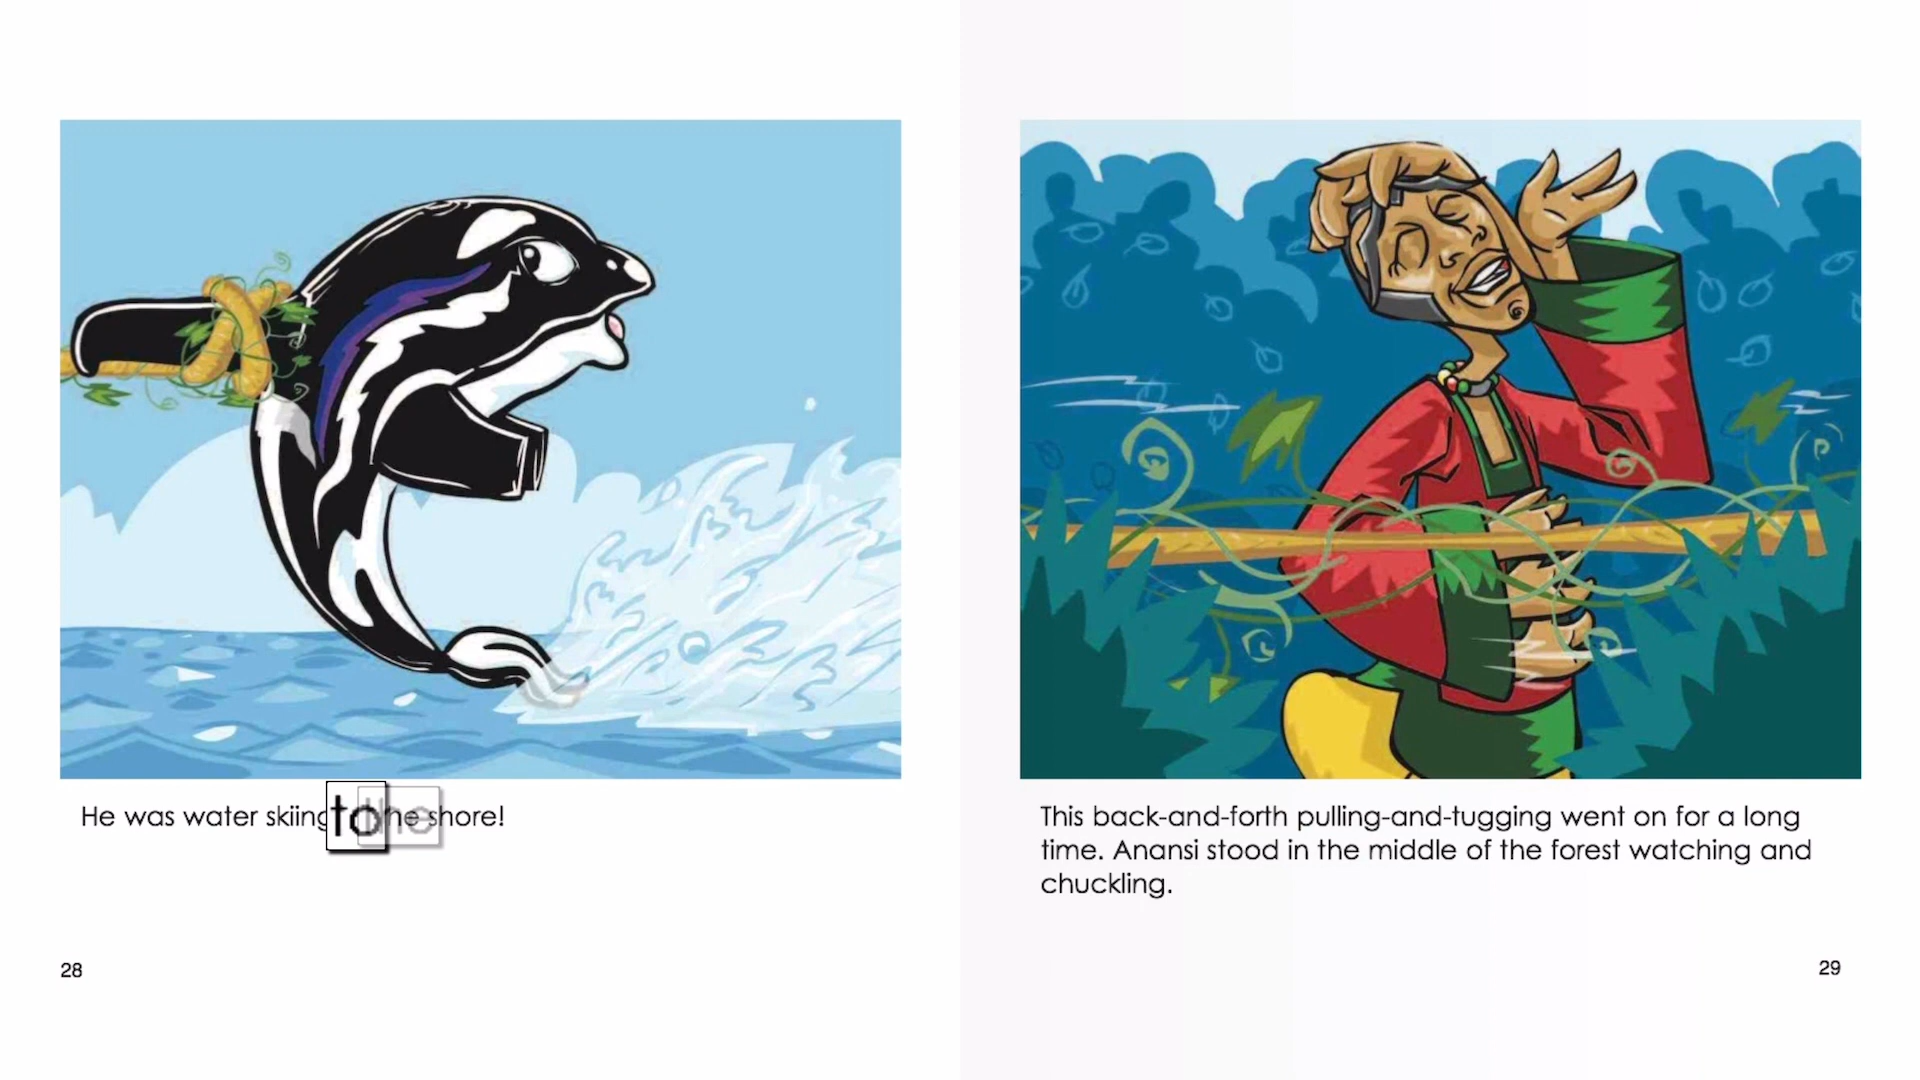 He was water skiing to the shore!
28
This back-and-forth pulling-and-tugging went on for a long
time. Anansi stood in the middle of the forest watching and
chuckling.
29